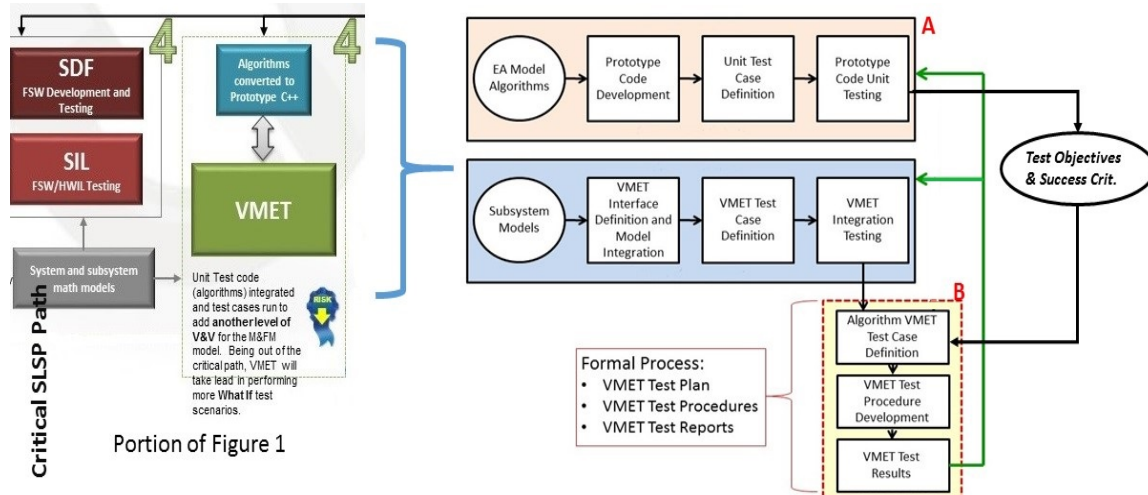 4
SDF
FSW Development and
Testing
SIL
FSW/HWIL Testing
System and subsystem
math models
Critical SLSP Path
4
Algorithms
converted to
Prototype C++
VMET
Unit Test code
(algorithms) integrated
and test cases run to
add another level of
V&V for the M&FM
model. Being out of the
critical path, VMET will
take lead in performing
more What If test
scenarios.
RISK
Portion of Figure 1
A
EA Model
Algorithms
Prototype
Code
Development
Unit Test
Case
Definition
Prototype
Code Unit
Testing
Test Objectives
& Success Crit.
Subsystem
Models
VMET
Interface
Definition and
Model
Integration
VMET Test
Case
Definition
VMET
Integration
Testing
B
Algorithm VMET
Test Case
Definition
VMET Test
Procedure
Development
VMET Test
Results
Formal Process:
• VMET Test Plan
• VMET Test Procedures
• VMET Test Reports